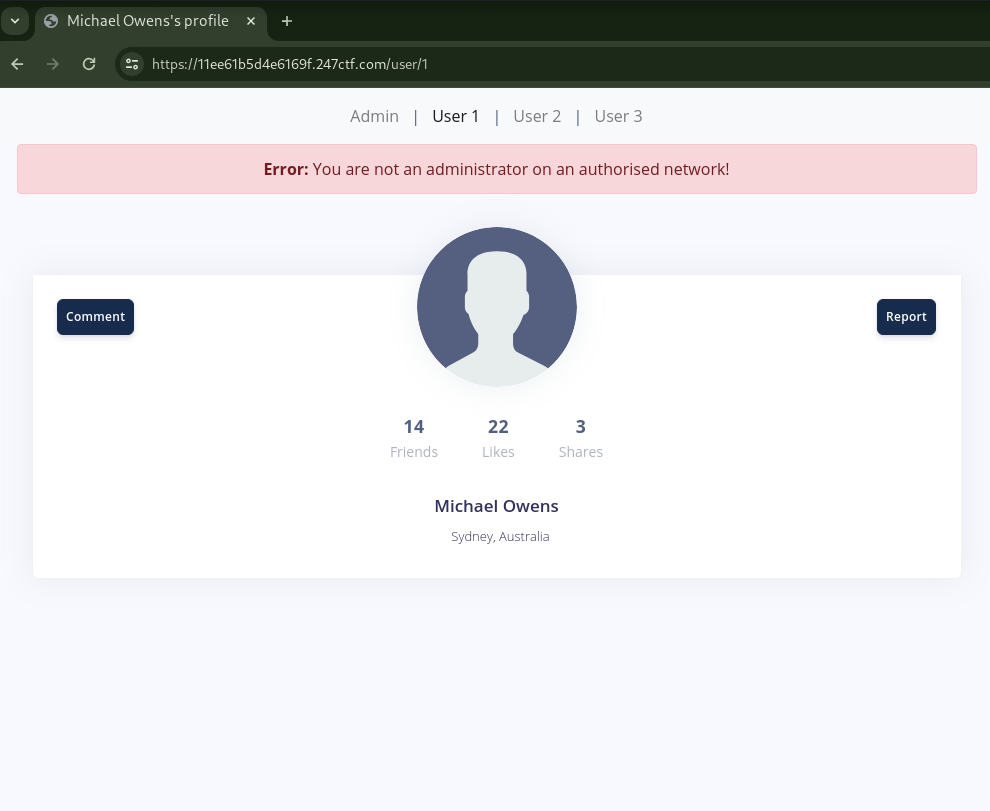 Michael Owens's profile
https://11ee61b5d4e6169f.247ctf.com/user/1
Admin | User 1 | User 2 | User 3
Error: You are not an administrator on an authorised network!
Comment
Report
14 22 3
Friends Likes Shares
Michael Owens
Sydney, Australia